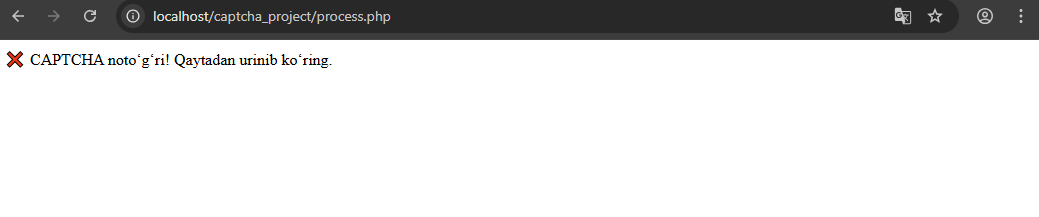 localhost/captcha_project/process.php
❌ CAPTCHA noto‘g‘ri! Qaytadan urinib ko‘ring.